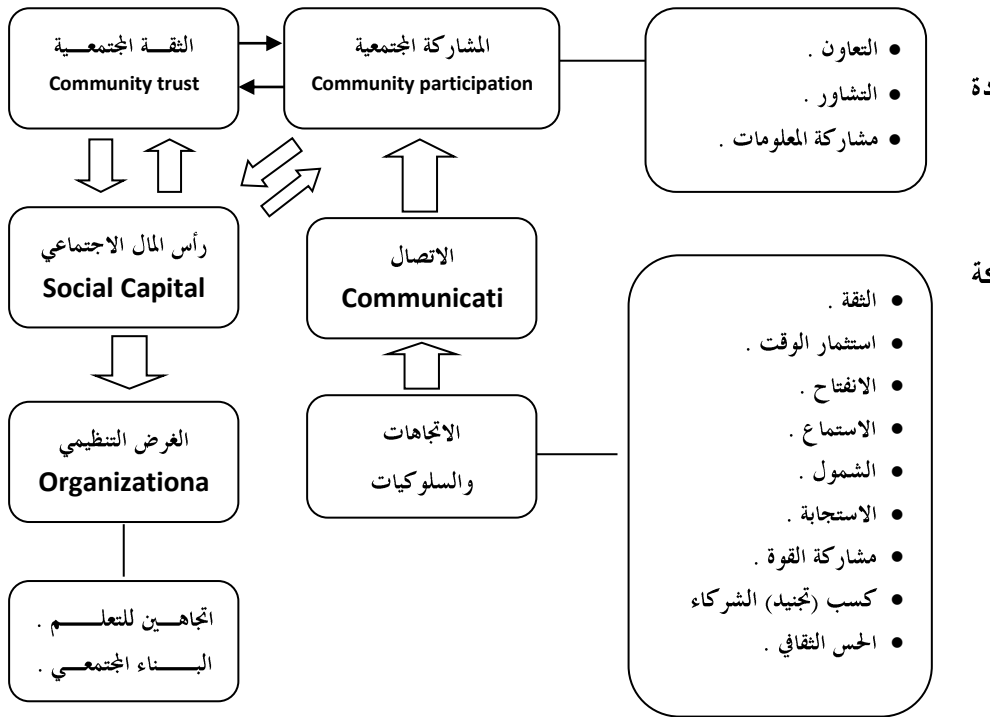 الثقة المجتمعية
Community trust
المشاركة المجتمعية
Community participation
التعاون .
التشاور .
مشاركة المعلومات .
دة
رأس المال الاجتماعي
Social Capital
الاتصال
Communicati
كة
الثقة .
استثمار الوقت .
الانفتاح .
الاستماع .
الشمول .
الاستجابة .
مشاركة القوة .
كسب (تجنيد) الشركاء
الحس الثقافي .
الغرض التنظيمي
Organizationa
الاتجاهات
والسلوكيات
اتجاهين للتعلم .
البناء المجتمعي .